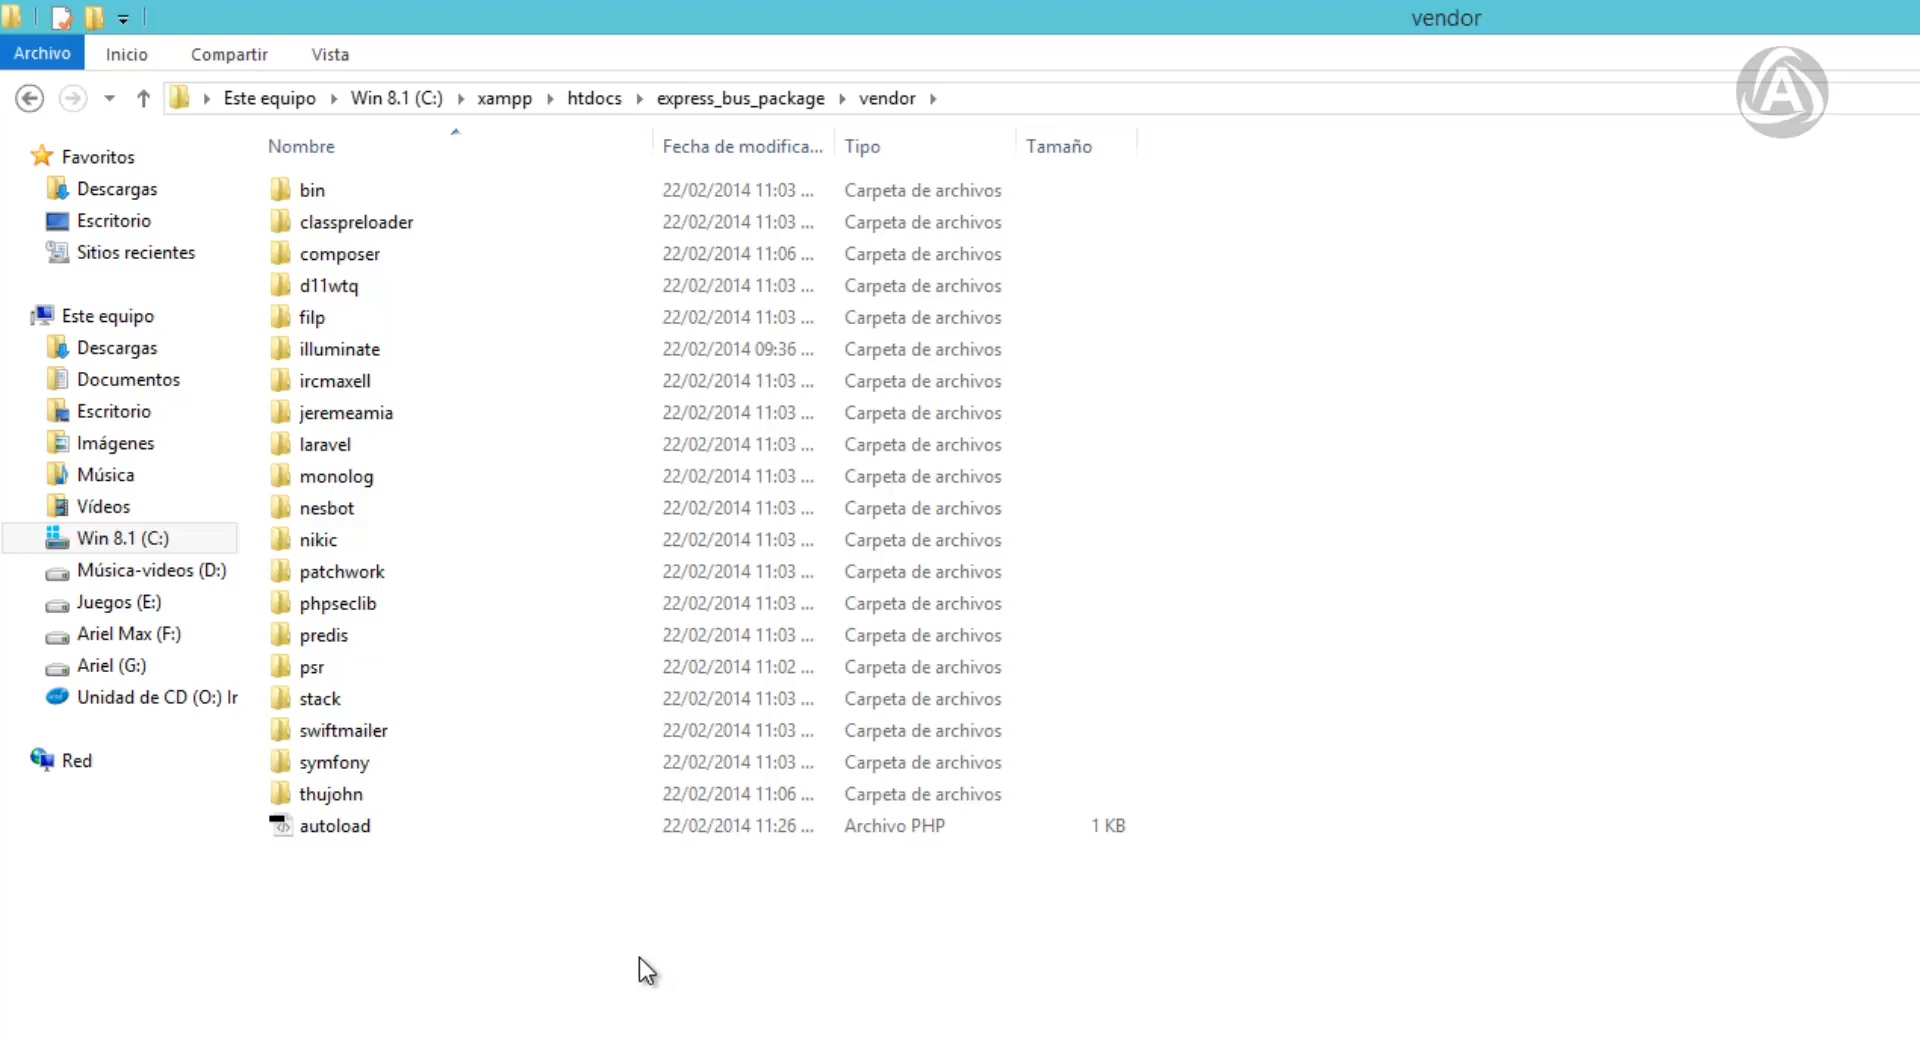 vendor
Archivo Inicio Compartir Vista
Este equipo Win 8.1 (C:) xampp htdocs express_bus_package vendor
Nombre Fecha de modifica... Tipo Tamaño
Favoritos
Descargas
Escritorio
Sitios recientes
Este equipo
Descargas
Documentos
Escritorio
Imágenes
Música
Vídeos
Win 8.1 (C:)
Música-videos (D:)
Juegos (E:)
Ariel Max (F:)
Ariel (G:)
Unidad de CD (O:) Ir
Red
bin 22/02/2014 11:03 ... Carpeta de archivos
classpreloader 22/02/2014 11:03 ... Carpeta de archivos
composer 22/02/2014 11:06 ... Carpeta de archivos
d11wtq 22/02/2014 11:03 ... Carpeta de archivos
filp 22/02/2014 11:03 ... Carpeta de archivos
illuminate 22/02/2014 09:36 ... Carpeta de archivos
ircmaxell 22/02/2014 11:03 ... Carpeta de archivos
jeremeamia 22/02/2014 11:03 ... Carpeta de archivos
laravel 22/02/2014 11:03 ... Carpeta de archivos
monolog 22/02/2014 11:03 ... Carpeta de archivos
nesbot 22/02/2014 11:03 ... Carpeta de archivos
nikic 22/02/2014 11:03 ... Carpeta de archivos
patchwork 22/02/2014 11:03 ... Carpeta de archivos
phpseclib 22/02/2014 11:03 ... Carpeta de archivos
predis 22/02/2014 11:03 ... Carpeta de archivos
psr 22/02/2014 11:02 ... Carpeta de archivos
stack 22/02/2014 11:03 ... Carpeta de archivos
swiftmailer 22/02/2014 11:03 ... Carpeta de archivos
symfony 22/02/2014 11:03 ... Carpeta de archivos
thujohn 22/02/2014 11:06 ... Carpeta de archivos
autoload 22/02/2014 11:26 ... Archivo PHP 1 KB